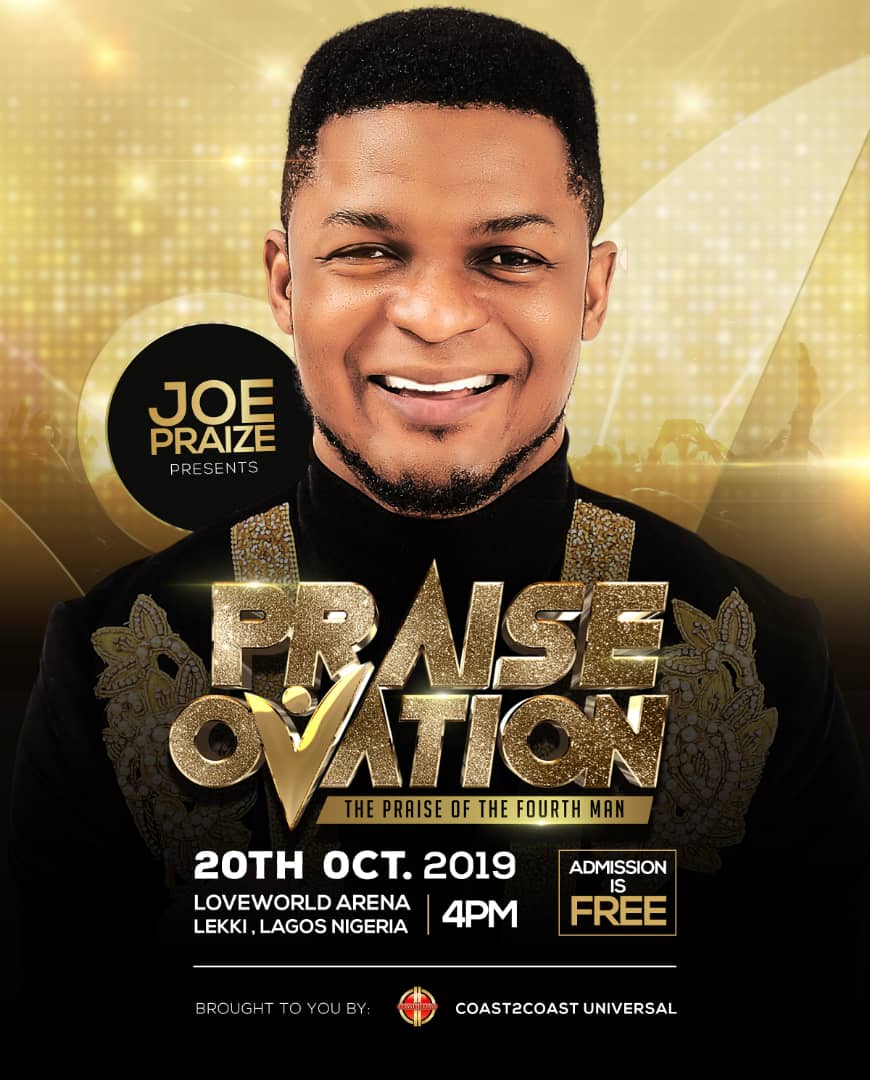 JOE
PRAIZE
PRESENTS
PRAISE
OVATION
THE PRAISE OF THE FOURTH MAN
20TH OCT. 2019
LOVEWORLD ARENA
LEKKI , LAGOS NIGERIA
4PM
ADMISSION
IS
FREE
BROUGHT TO YOU BY:
COAST2COAST UNIVERSAL